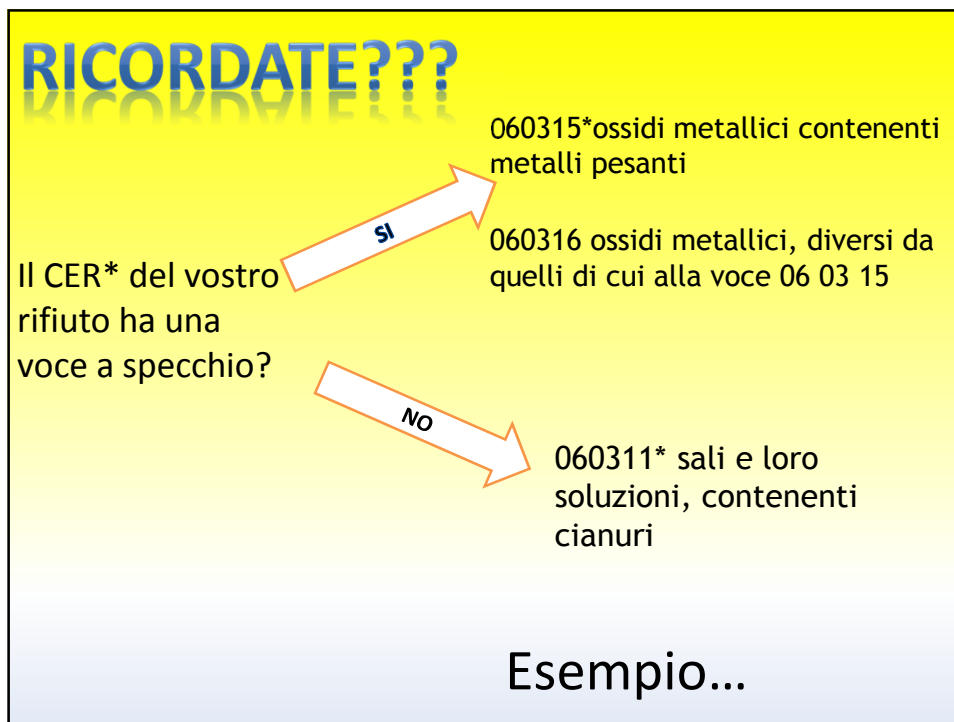 RICORDATE???
060315*ossidi metallici contenenti
metalli pesanti
SI
060316 ossidi metallici, diversi da
quelli di cui alla voce 06 03 15
Il CER* del vostro
rifiuto ha una
voce a specchio?
NO
060311* sali e loro
soluzioni, contenenti
cianuri
Esempio…